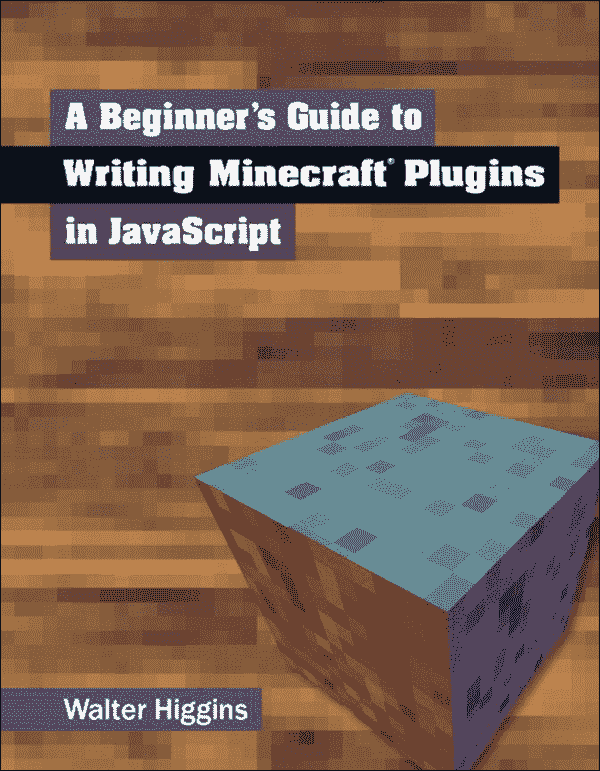 A Beginner's Guide to
Writing Minecraft® Plugins
in JavaScript
Walter Higgins